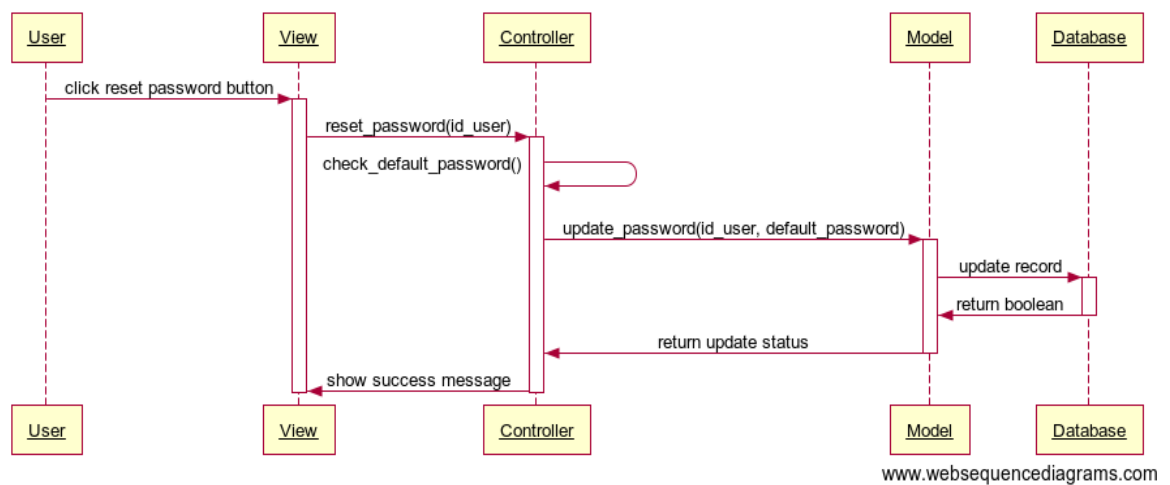 User View Controller Model Database
click reset password button
reset_password(id_user)
check_default_password()
update_password(id_user, default_password)
update record
return boolean
return update status
show success message
User View Controller Model Database
www.websequencediagrams.com